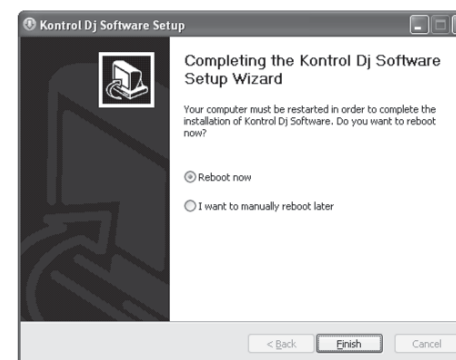 Kontrol Dj Software Setup
Completing the Kontrol Dj Software
Setup Wizard
Your computer must be restarted in order to complete the
installation of Kontrol Dj Software. Do you want to reboot
now?
Reboot now
I want to manually reboot later
< Back
Finish
Cancel